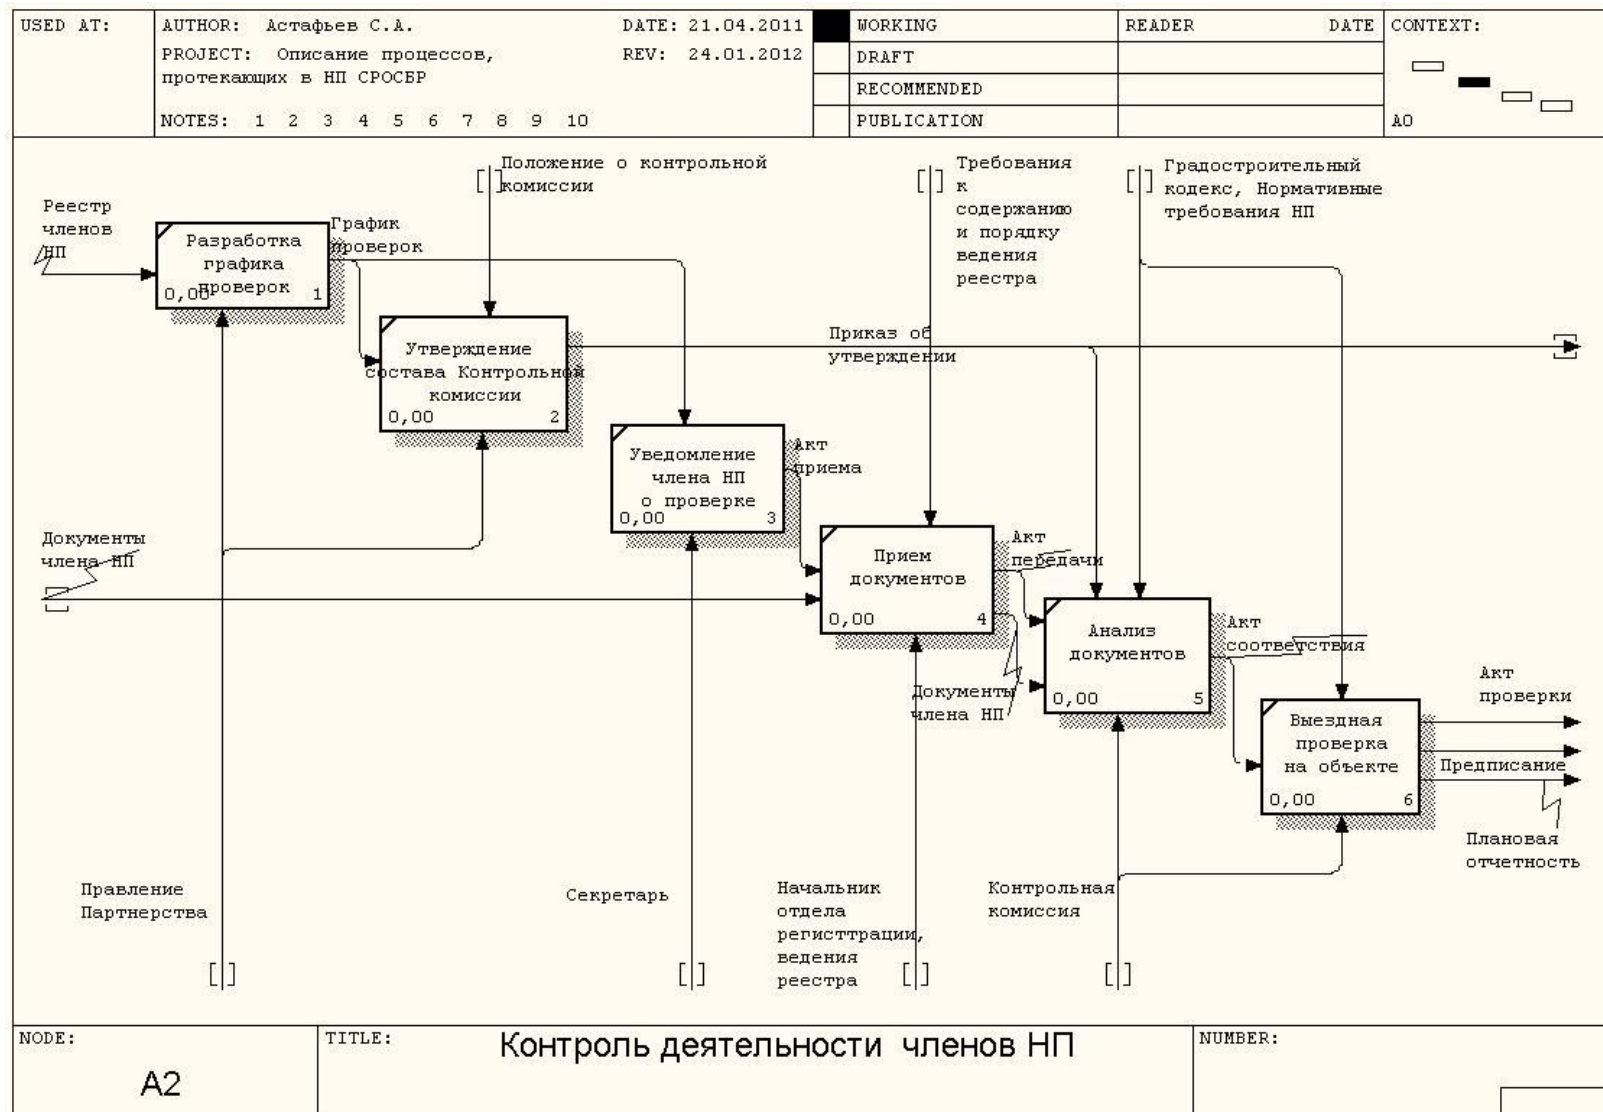 USED AT:
AUTHOR: Астафьев С.А.
DATE: 21.04.2011
PROJECT: Описание процессов,
протекающих в НП СРОСБР
REV: 24.01.2012
NOTES: 1 2 3 4 5 6 7 8 9 10
WORKING
DRAFT
RECOMMENDED
PUBLICATION
READER
DATE
CONTEXT:
A0
Положение о контрольной
комиссии
Требования
к
содержанию
и порядку
ведения
реестра
Градостроительный
кодекс, Нормативные
требования НП
Реестр
членов
НП
Разработка
графика
проверок
0,00 1
График
проверок
Утверждение
состава Контрольной
комиссии
0,00 2
Приказ об
утверждении
Уведомление
члена НП
о проверке
0,00 3
Акт
приема
Документы
члена НП
Прием
документов
0,00 4
Акт
передачи
Документы
члена НП
Анализ
документов
0,00 5
Акт
соответствия
Выездная
проверка
на объекте
0,00 6
Акт
проверки
Предписание
Плановая
отчетность
Правление
Партнерства
Секретарь
Начальник
отдела
регисттрации,
ведения
реестра
Контрольная
комиссия
NODE:
A2
TITLE:
Контроль деятельности членов НП
NUMBER: